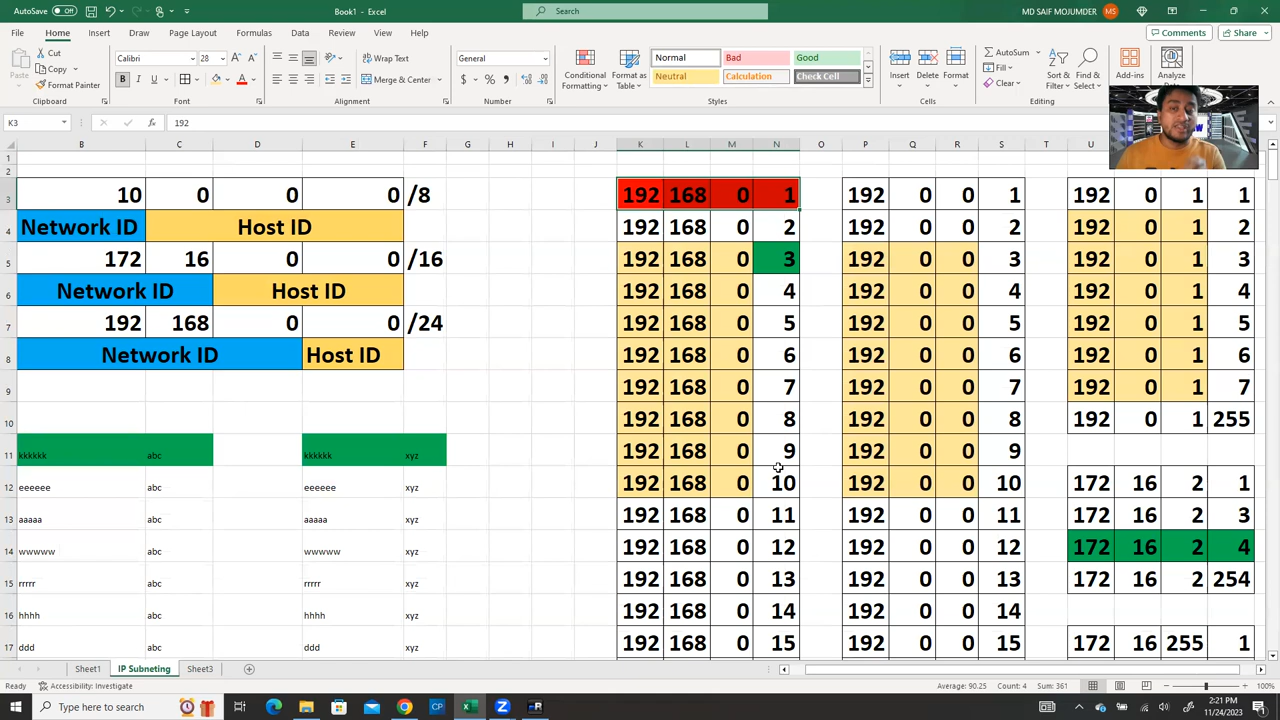 AutoSave Off Book1 - Excel Search MD SAIF MOJUMDER MS
File Home Insert Draw Page Layout Formulas Data Review View Help Comments Share
Paste Cut Copy Format Painter Clipboard
Calibri 28 A A B I U A Font
Wrap Text Merge & Center Alignment
General $ % , Number
Conditional Formatting Format as Table Normal Bad Good Neutral Calculation Check Cell Styles
Insert Delete Format Cells
AutoSum Fill Clear Sort & Filter Find & Select Editing
Add-ins Analyze Data
K3 fx 192
B C D E F G H I J K L M N O P Q R S T U
1
2
3 10 0 0 0 /8 192 168 0 1 192 0 0 1 192 0 1 1
4 Network ID Host ID 192 168 0 2 192 0 0 2 192 0 1 2
5 172 16 0 0 /16 192 168 0 3 192 0 0 3 192 0 1 3
6 Network ID Host ID 192 168 0 4 192 0 0 4 192 0 1 4
7 192 168 0 0 /24 192 168 0 5 192 0 0 5 192 0 1 5
8 Network ID Host ID 192 168 0 6 192 0 0 6 192 0 1 6
9 192 168 0 7 192 0 0 7 192 0 1 7
10 192 168 0 8 192 0 0 8 192 0 1 255
11 kkkkkk abc kkkkkk xyz 192 168 0 9 192 0 0 9
12 eeeeee abc eeeeee xyz 192 168 0 10 192 0 0 10 172 16 2 1
13 aaaaa abc aaaaa xyz 192 168 0 11 192 0 0 11 172 16 2 3
14 wwwww abc wwwww xyz 192 168 0 12 192 0 0 12 172 16 2 4
15 rrrrr abc rrrrr xyz 192 168 0 13 192 0 0 13 172 16 2 254
16 hhhh abc hhhh xyz 192 168 0 14 192 0 0 14
17 ddd abc ddd xyz 192 168 0 15 192 0 0 15 172 16 255 1
Sheet1 IP Subneting Sheet3
Ready Accessibility: Investigate Average: 90.25 Count: 4 Sum: 361 100%
Type here to search CP 2:21 PM
11/24/2023